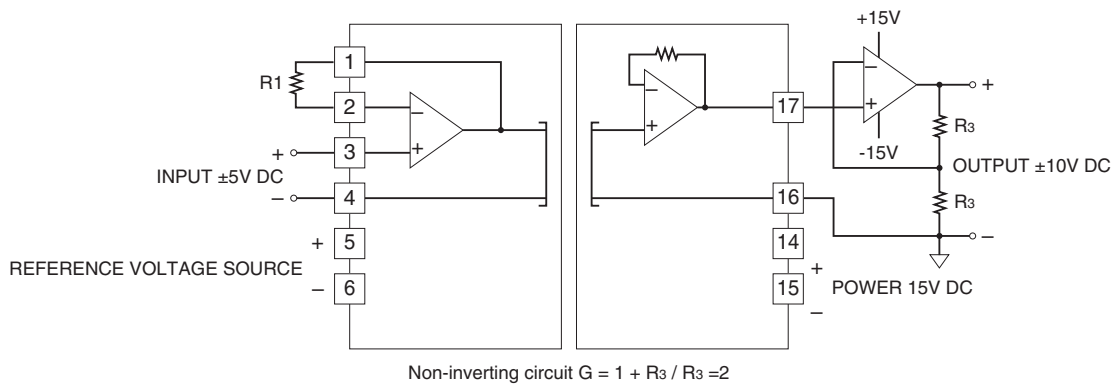 +15V
1
R1
2
−
3
+
+
INPUT ±5V DC
−
4
+
5
REFERENCE VOLTAGE SOURCE
−
6
−
+
17
−
+
-15V
+
R3
OUTPUT ±10V DC
R3
−
16
14
+
15
POWER 15V DC
−
Non-inverting circuit G = 1 + R3 / R3 =2